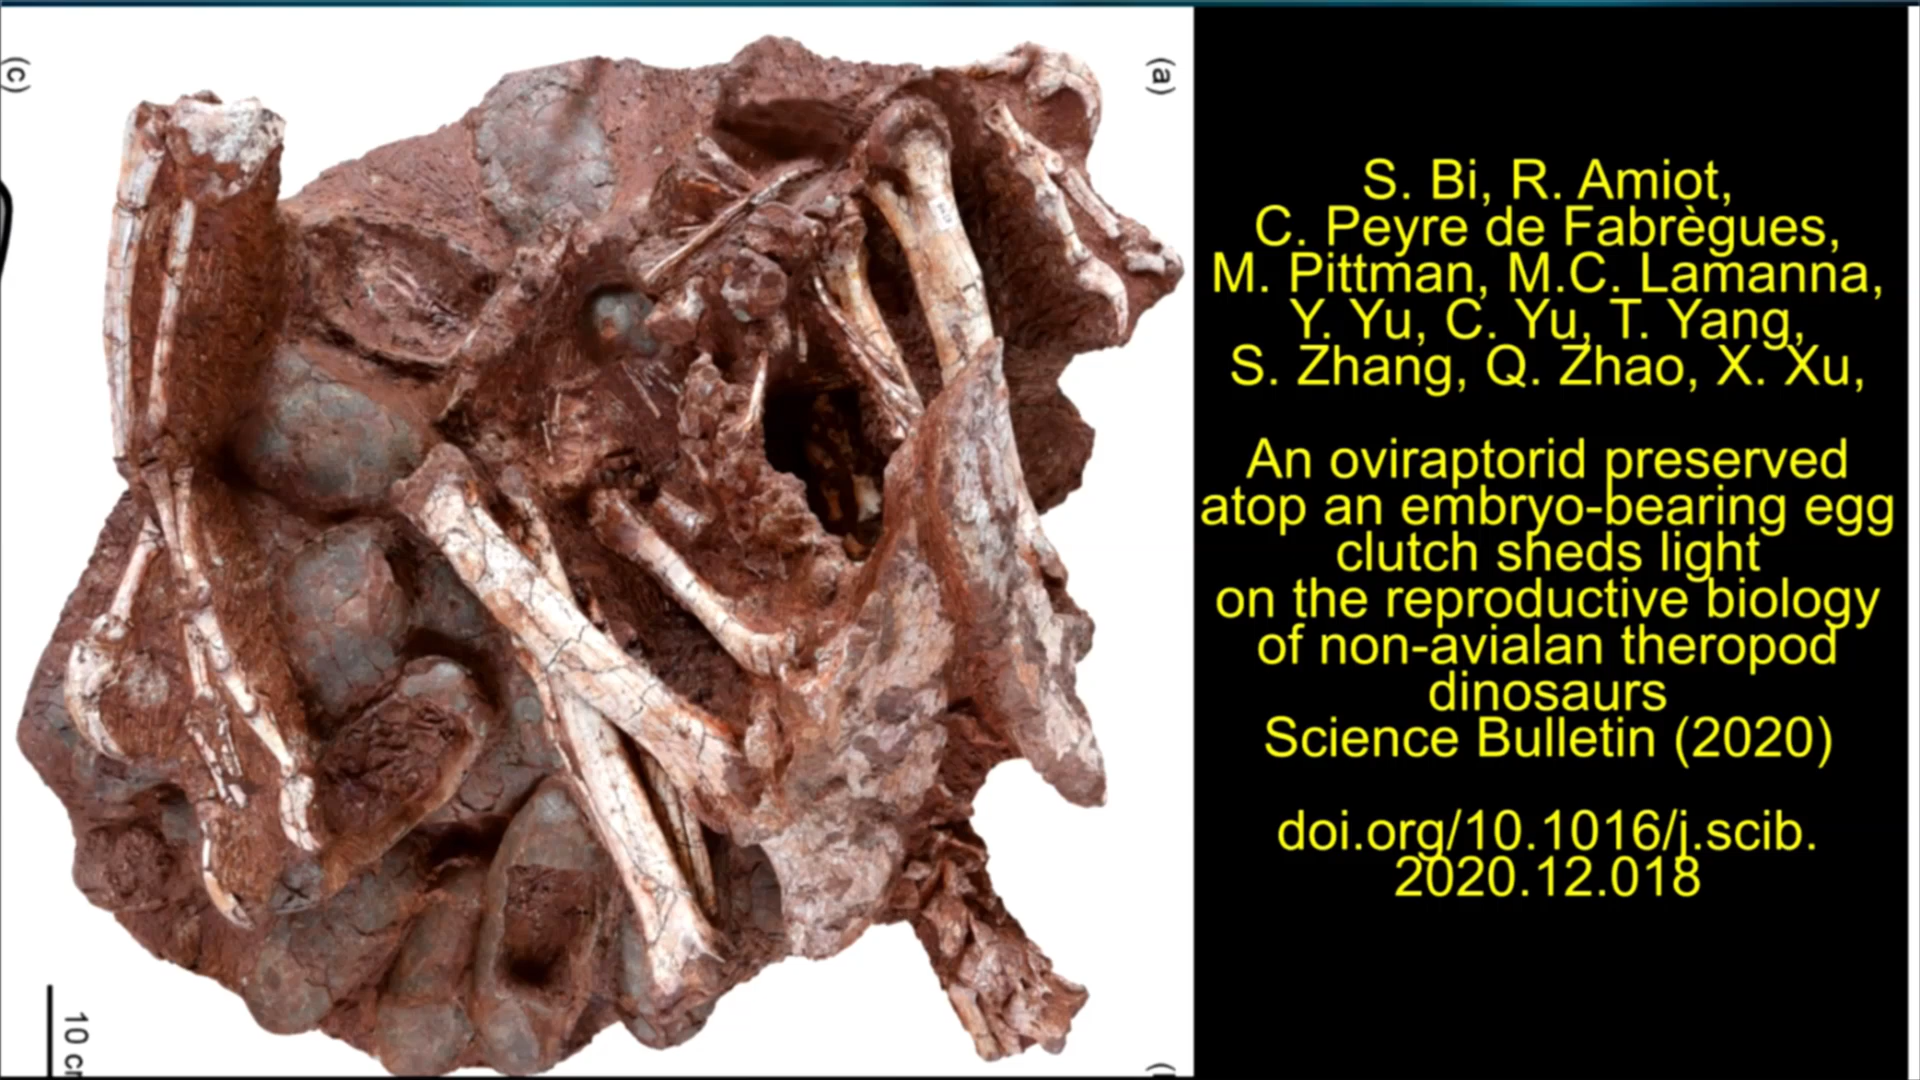 (c)
(a)
10 c
S. Bi, R. Amiot,
C. Peyre de Fabrègues,
M. Pittman, M.C. Lamanna,
Y. Yu, C. Yu, T. Yang,
S. Zhang, Q. Zhao, X. Xu,
An oviraptorid preserved
atop an embryo-bearing egg
clutch sheds light
on the reproductive biology
of non-avialan theropod
dinosaurs
Science Bulletin (2020)
doi.org/10.1016/j.scib.
2020.12.018